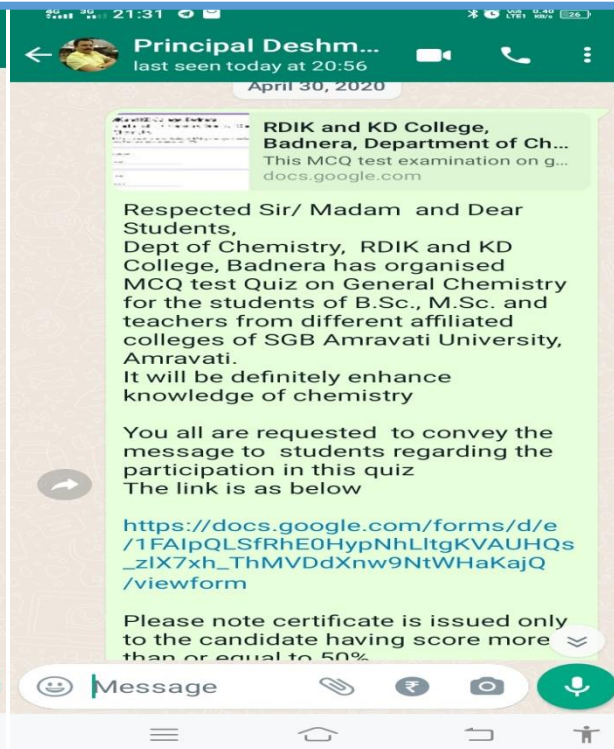 21:31
26
Principal Deshm...
last seen today at 20:56
April 30, 2020
RDIK and KD College,
Badnera, Department of Ch...
This MCQ test examination on g...
docs.google.com
Respected Sir/ Madam and Dear
Students,
Dept of Chemistry, RDIK and KD
College, Badnera has organised
MCQ test Quiz on General Chemistry
for the students of B.Sc., M.Sc. and
teachers from different affiliated
colleges of SGB Amravati University,
Amravati.
It will be definitely enhance
knowledge of chemistry
You all are requested to convey the
message to students regarding the
participation in this quiz
The link is as below
https://docs.google.com/forms/d/e
/1FAIpQLSfRhE0HypNhLltgKVAUHQs
_zlX7xh_ThMVDdXnw9NtWHaKajQ
/viewform
Please note certificate is issued only
to the candidate having score more
than or equal to 50%
Message